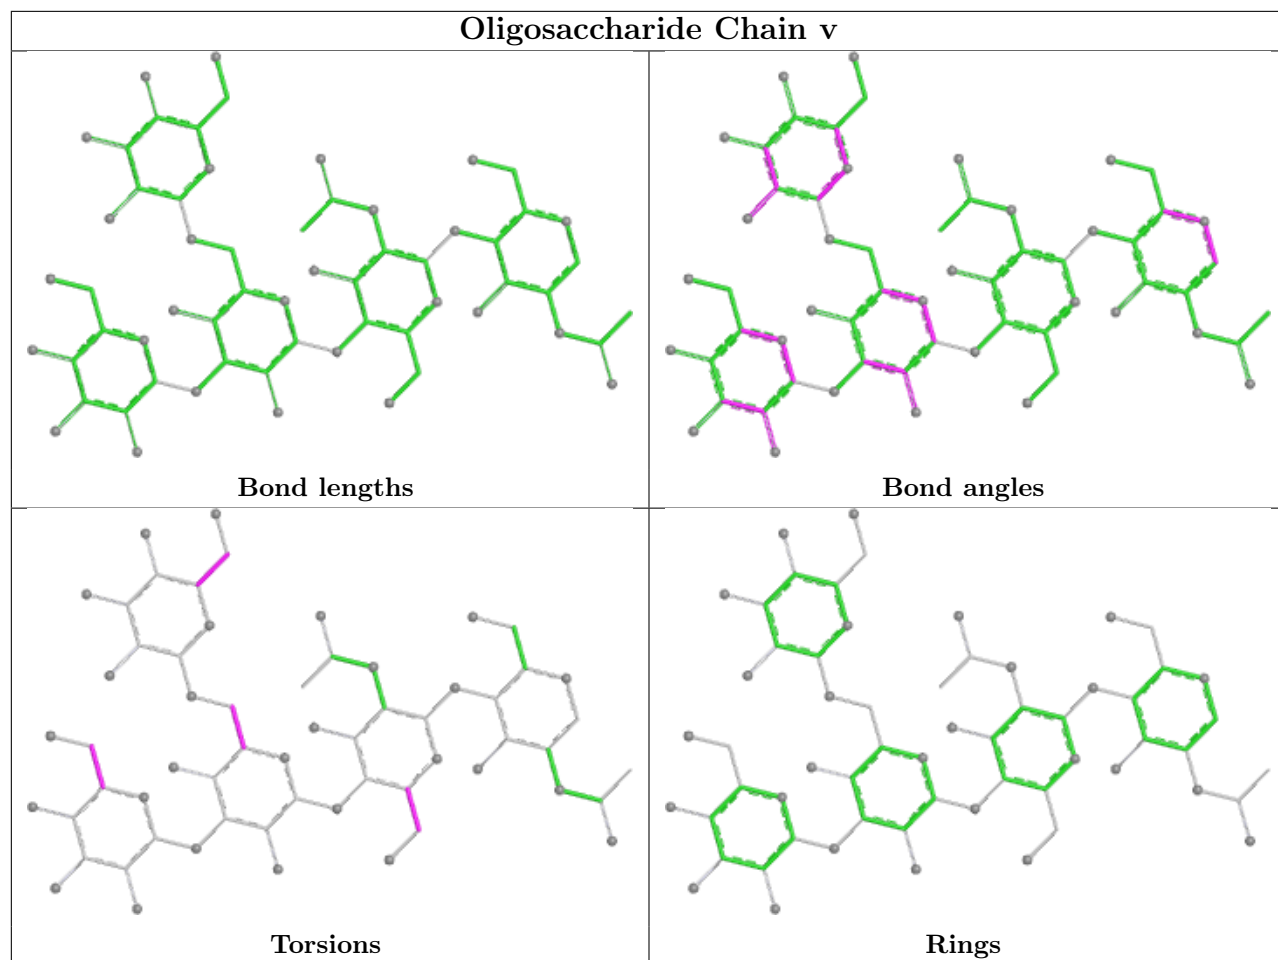 Oligosaccharide Chain v
Bond lengths
Bond angles
Torsions
Rings